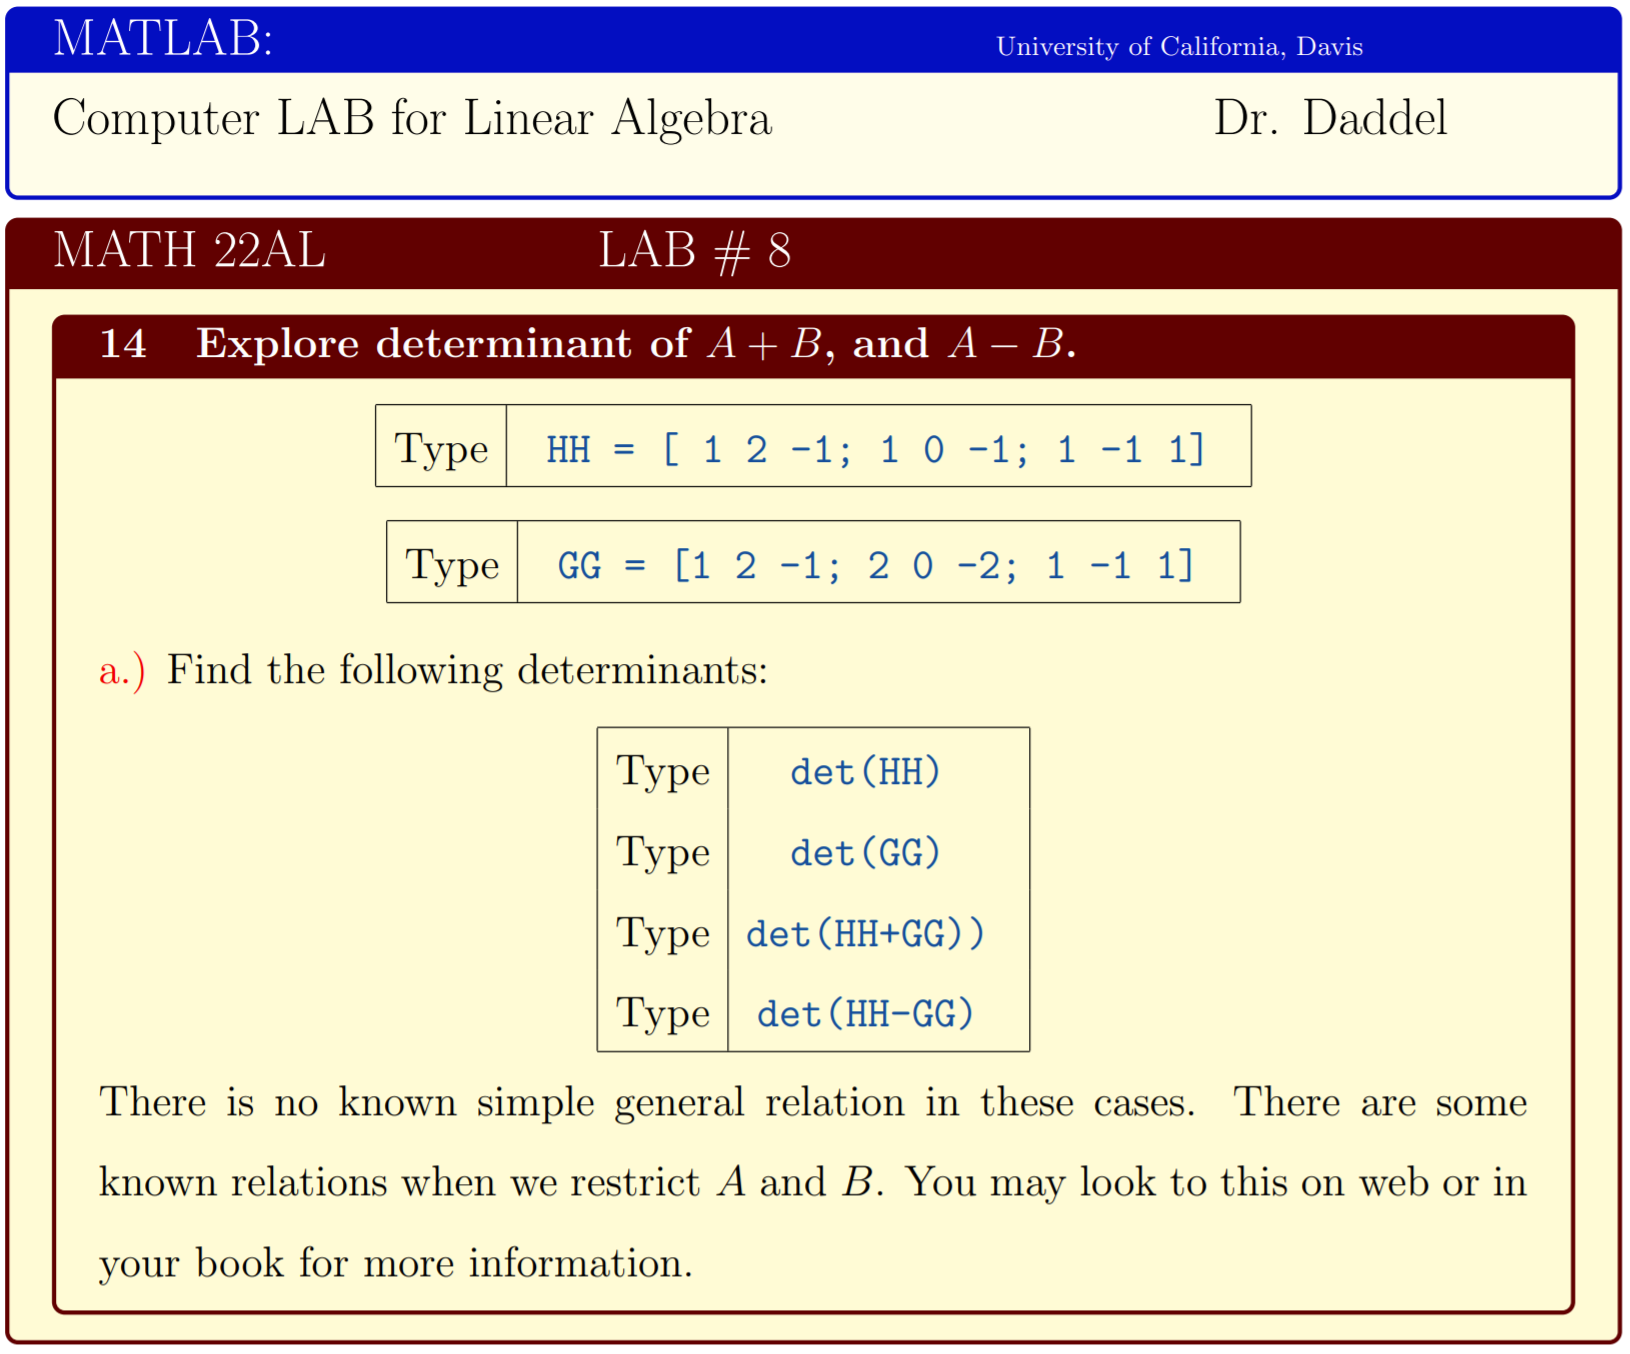 MATLAB: University of California, Davis
Computer LAB for Linear Algebra Dr. Daddel
MATH 22AL LAB # 8
14 Explore determinant of A + B, and A − B.
Type HH = [ 1 2 -1; 1 0 -1; 1 -1 1]
Type GG = [1 2 -1; 2 0 -2; 1 -1 1]
a.) Find the following determinants:
Type det(HH)
Type det(GG)
Type det(HH+GG))
Type det(HH-GG)
There is no known simple general relation in these cases. There are some
known relations when we restrict A and B. You may look to this on web or in
your book for more information.